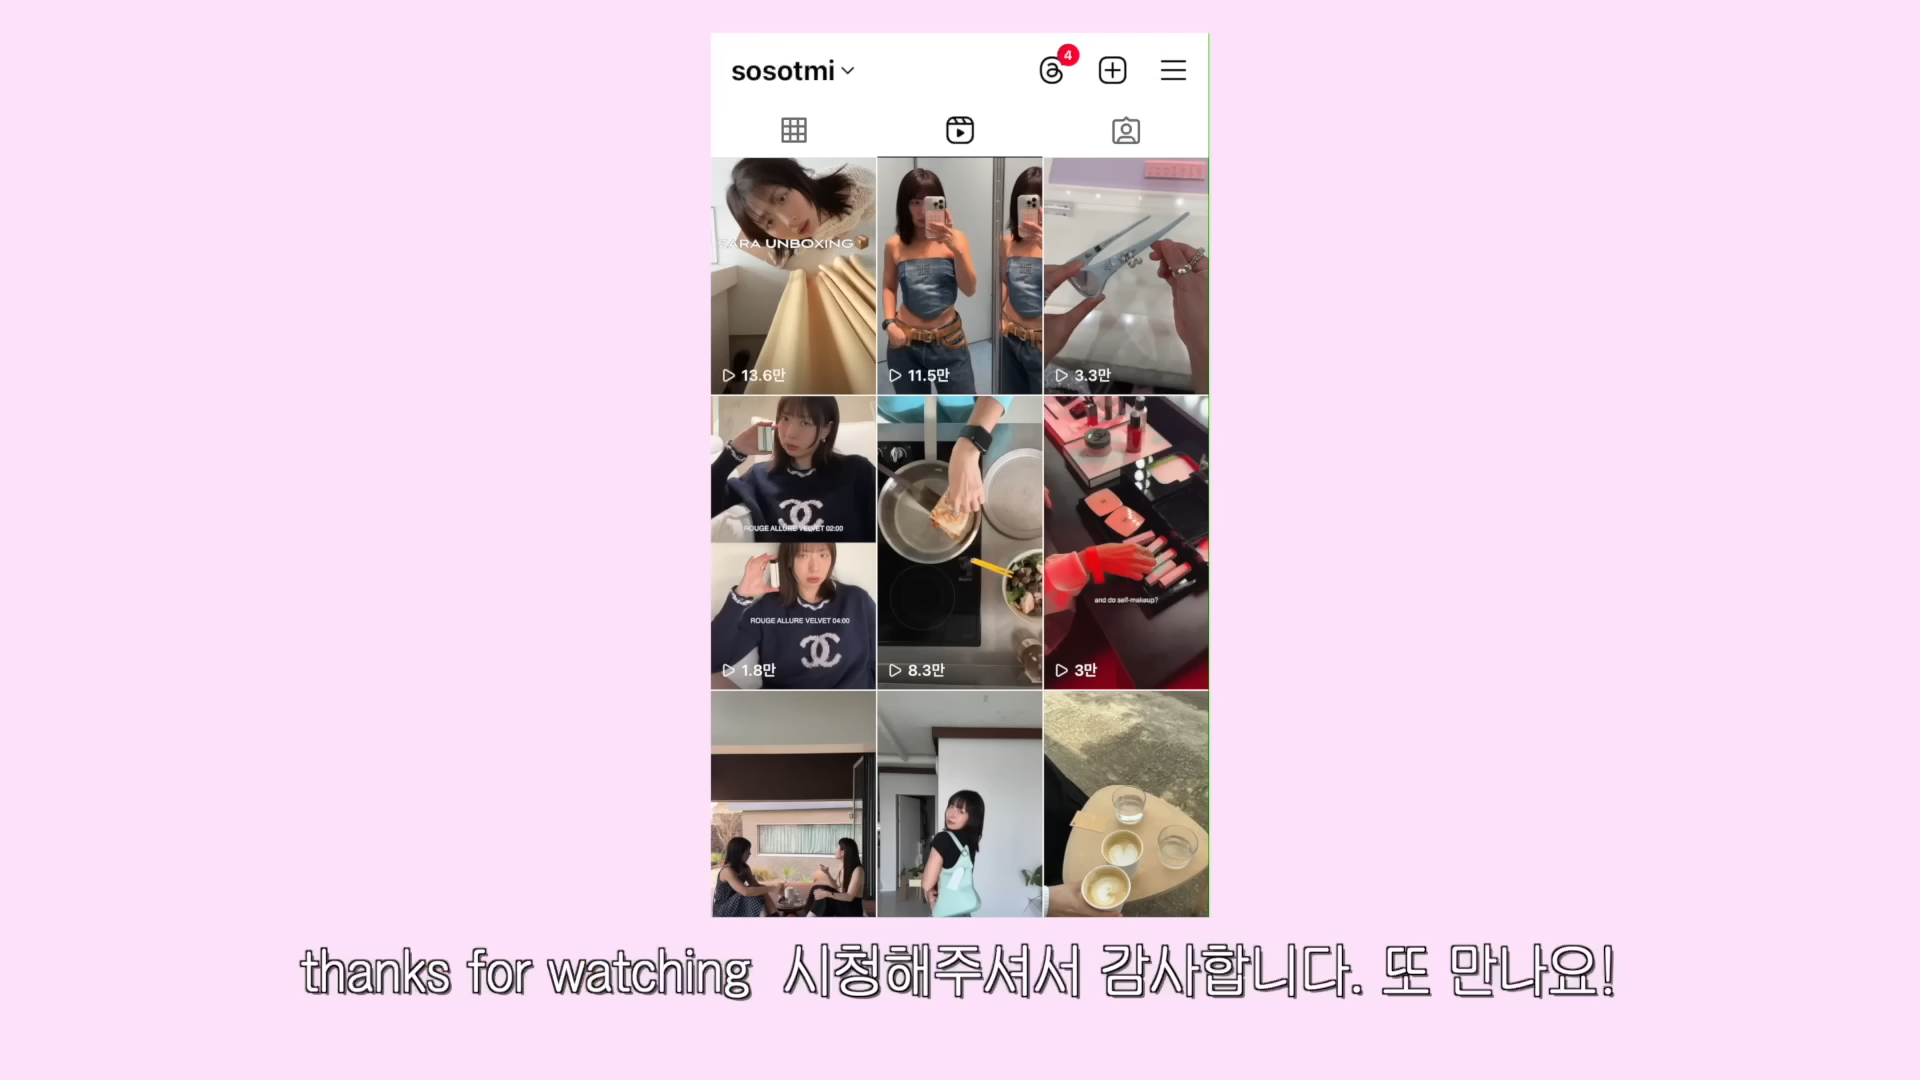 sosotmi
4
ZARA UNBOXING
13.6만
11.5만
3.3만
ROUGE ALLURE VELVET 02:00
ROUGE ALLURE VELVET 04:00
and do self-makeup?
1.8만
8.3만
3만
thanks for watching 시청해주셔서 감사합니다. 또 만나요!